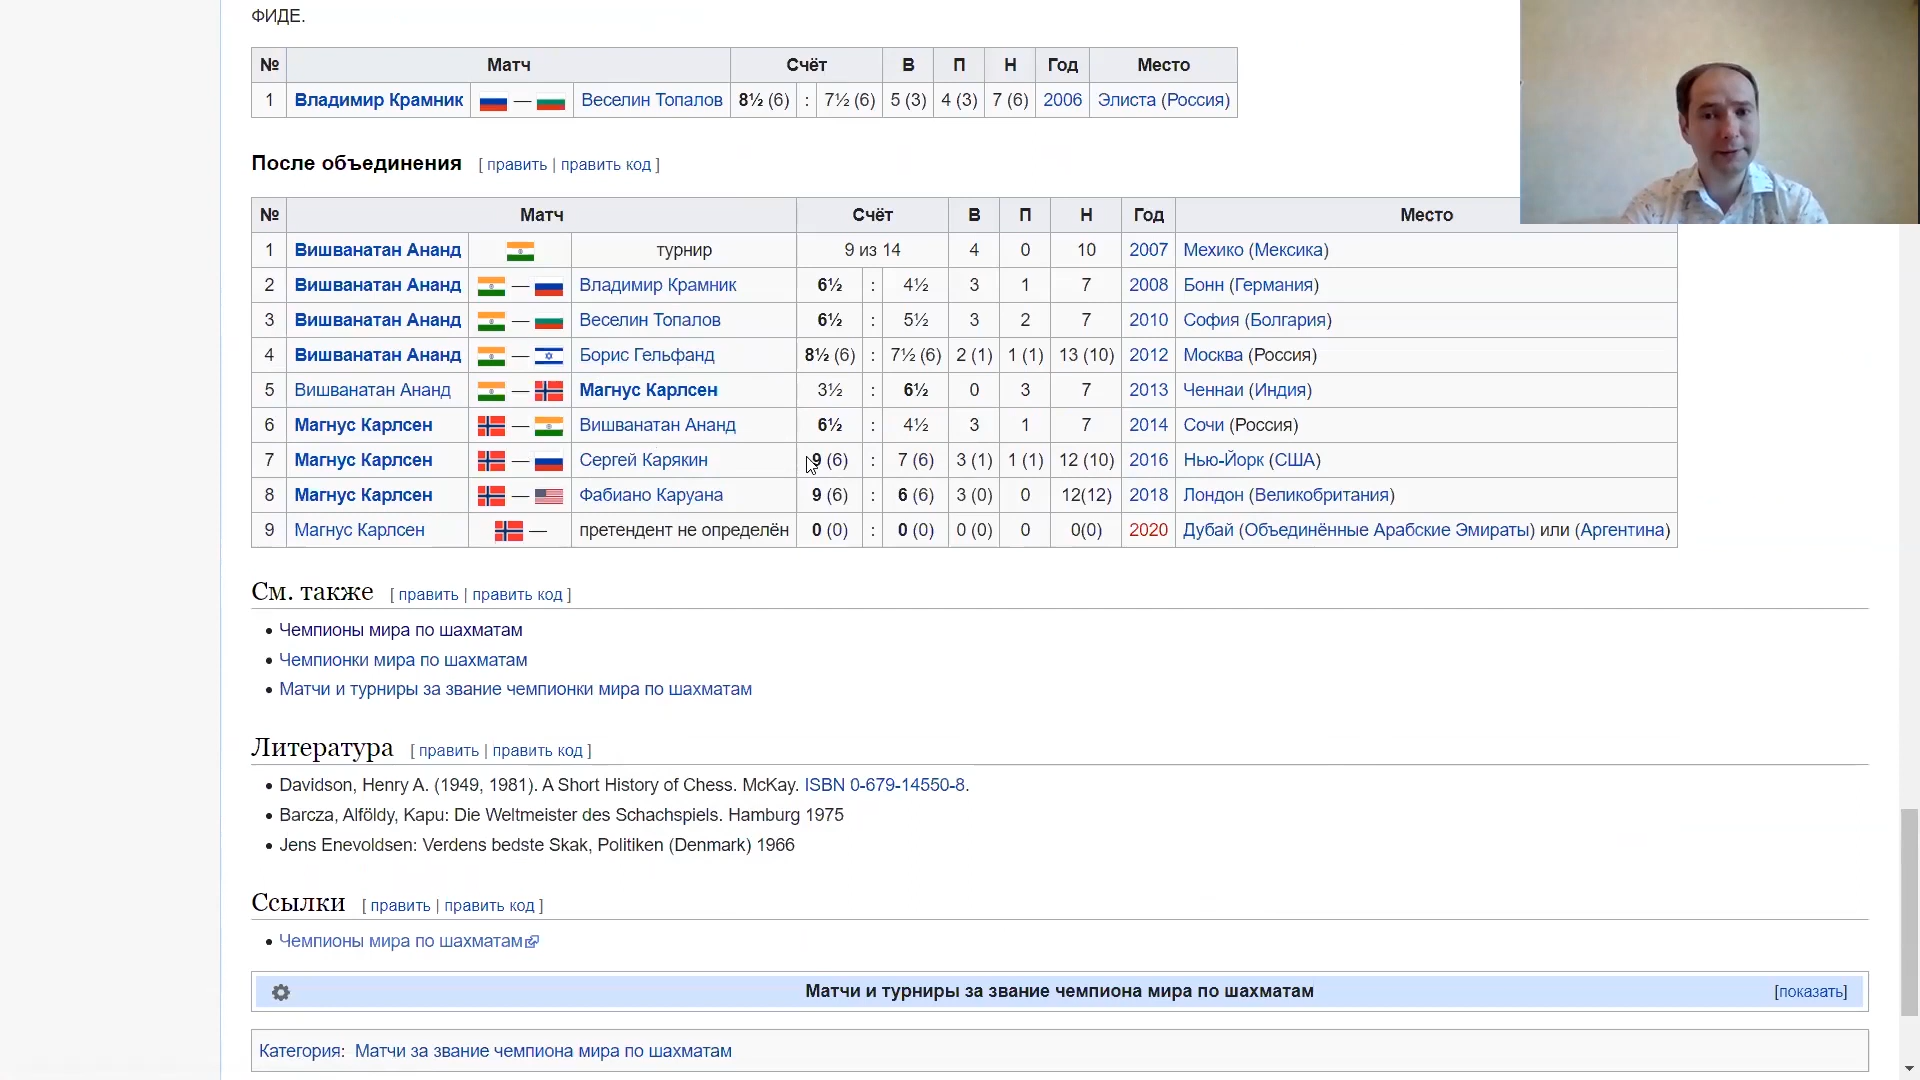 ФИДЕ.
№ Матч Счёт В П Н Год Место
1 Владимир Крамник — Веселин Топалов 8½ (6) : 7½ (6) 5 (3) 4 (3) 7 (6) 2006 Элиста (Россия)
После объединения [ править | править код ]
№ Матч Счёт В П Н Год Место
1 Вишванатан Ананд турнир 9 из 14 4 0 10 2007 Мехико (Мексика)
2 Вишванатан Ананд — Владимир Крамник 6½ : 4½ 3 1 7 2008 Бонн (Германия)
3 Вишванатан Ананд — Веселин Топалов 6½ : 5½ 3 2 7 2010 София (Болгария)
4 Вишванатан Ананд — Борис Гельфанд 8½ (6) : 7½ (6) 2 (1) 1 (1) 13 (10) 2012 Москва (Россия)
5 Вишванатан Ананд — Магнус Карлсен 3½ : 6½ 0 3 7 2013 Ченнаи (Индия)
6 Магнус Карлсен — Вишванатан Ананд 6½ : 4½ 3 1 7 2014 Сочи (Россия)
7 Магнус Карлсен — Сергей Карякин 9 (6) : 7 (6) 3 (1) 1 (1) 12 (10) 2016 Нью-Йорк (США)
8 Магнус Карлсен — Фабиано Каруана 9 (6) : 6 (6) 3 (0) 0 12(12) 2018 Лондон (Великобритания)
9 Магнус Карлсен — претендент не определён 0 (0) : 0 (0) 0 (0) 0 0(0) 2020 Дубай (Объединённые Арабские Эмираты) или (Аргентина)
См. также [ править | править код ]
• Чемпионы мира по шахматам
• Чемпионки мира по шахматам
• Матчи и турниры за звание чемпионки мира по шахматам
Литература [ править | править код ]
• Davidson, Henry A. (1949, 1981). A Short History of Chess. McKay. ISBN 0-679-14550-8.
• Barcza, Alföldy, Kapu: Die Weltmeister des Schachspiels. Hamburg 1975
• Jens Enevoldsen: Verdens bedste Skak, Politiken (Denmark) 1966
Ссылки [ править | править код ]
• Чемпионы мира по шахматам
Матчи и турниры за звание чемпиона мира по шахматам [показать]
Категория: Матчи за звание чемпиона мира по шахматам